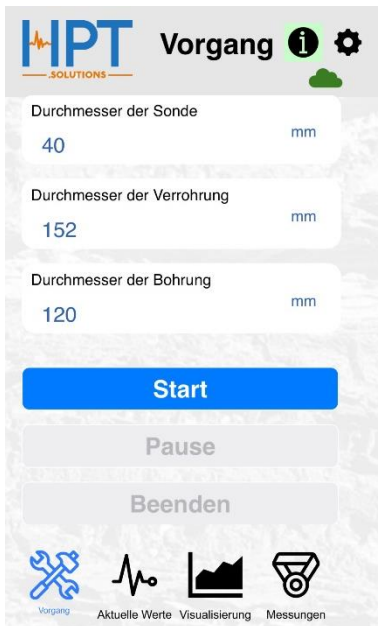 HPT
.SOLUTIONS
Vorgang
Durchmesser der Sonde
40 mm
Durchmesser der Verrohrung
152 mm
Durchmesser der Bohrung
120 mm
Start
Pause
Beenden
Vorgang Aktuelle Werte Visualisierung Messungen